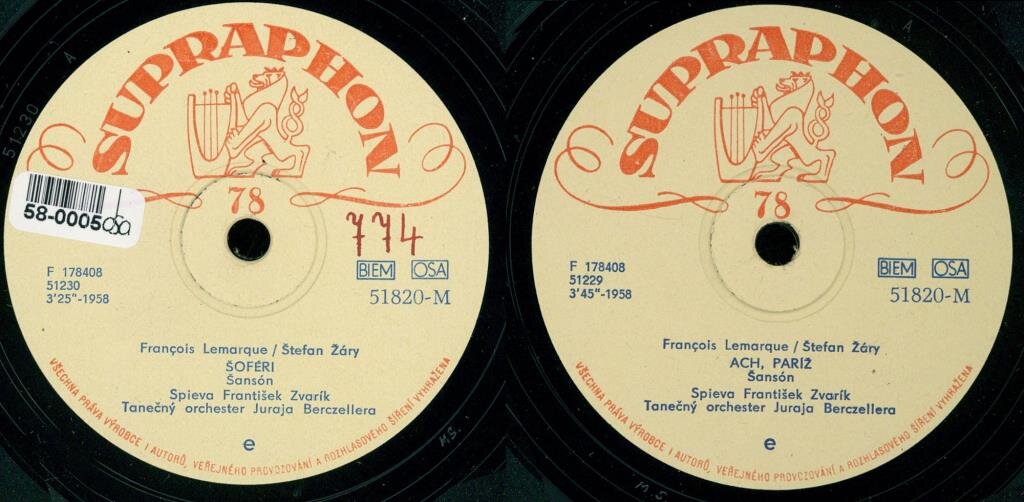 SUPRAPHON
78
58-0005 osa
774
F 178408
51230
3'25"-1958
BIEM OSA
51820-M
François Lemarque / Štefan Žáry
ŠOFÉRI
Šansón
Spieva František Zvarík
Tanečný orchester Juraja Berczellera
e
VŠECHNA PRÁVA VÝROBCE I AUTORŮ, VEŘEJNÉHO PROVOZOVÁNÍ A ROZHLASOVÉHO ŠÍŘENÍ VYHRAŽENA
A
51230
M.S.
SUPRAPHON
78
F 178408
51229
3'45"-1958
BIEM OSA
51820-M
François Lemarque / Štefan Žáry
ACH, PARÍŽ
Šansón
Spieva František Zvarík
Tanečný orchester Juraja Berczellera
e
VŠECHNA PRÁVA VÝROBCE I AUTORŮ, VEŘEJNÉHO PROVOZOVÁNÍ A ROZHLASOVÉHO ŠÍŘENÍ VYHRAŽENA
A
M.S.